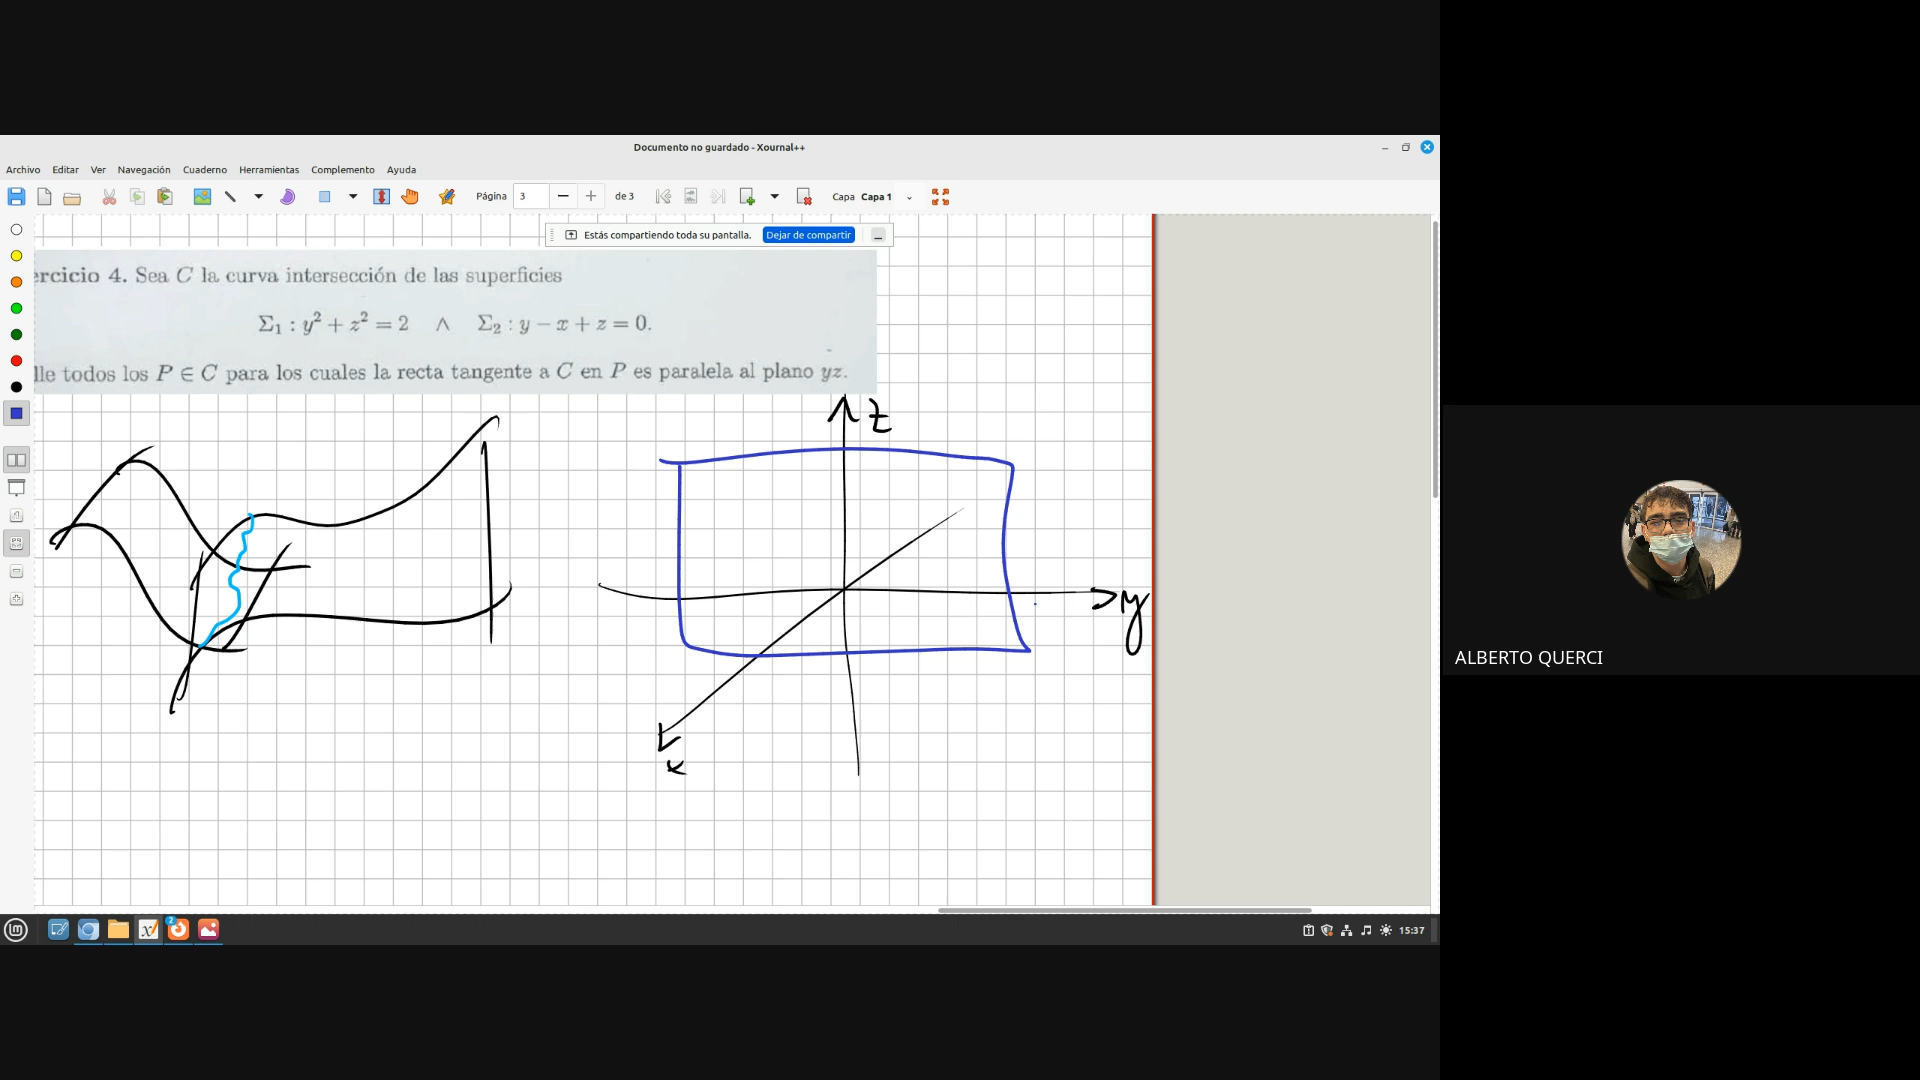 Documento no guardado - Xournal++
Archivo Editar Ver Navegación Cuaderno Herramientas Complemento Ayuda
Página 3 de 3 Capa Capa 1
Estás compartiendo toda su pantalla. Dejar de compartir
ercicio 4. Sea C la curva intersección de las superficies
Σ₁ : y² + z² = 2 ∧ Σ₂ : y − x + z = 0.
lle todos los P ∈ C para los cuales la recta tangente a C en P es paralela al plano yz.
z
y
x
ALBERTO QUERCI
2
15:37